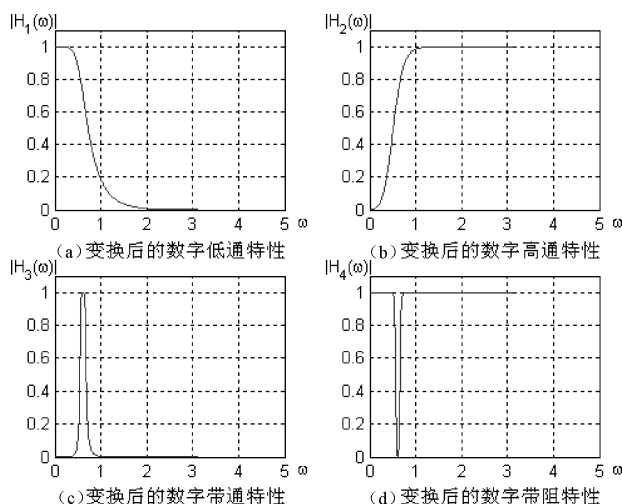 |H₁(ω)|
1
0.8
0.6
0.4
0.2
0
0 1 2 3 4 5 ω
(a)变换后的数字低通特性
|H₂(ω)|
1
0.8
0.6
0.4
0.2
0
0 1 2 3 4 5 ω
(b)变换后的数字高通特性
|H₃(ω)|
1
0.8
0.6
0.4
0.2
0
0 1 2 3 4 5 ω
(c)变换后的数字带通特性
|H₄(ω)|
1
0.8
0.6
0.4
0.2
0
0 1 2 3 4 5 ω
(d)变换后的数字带阻特性